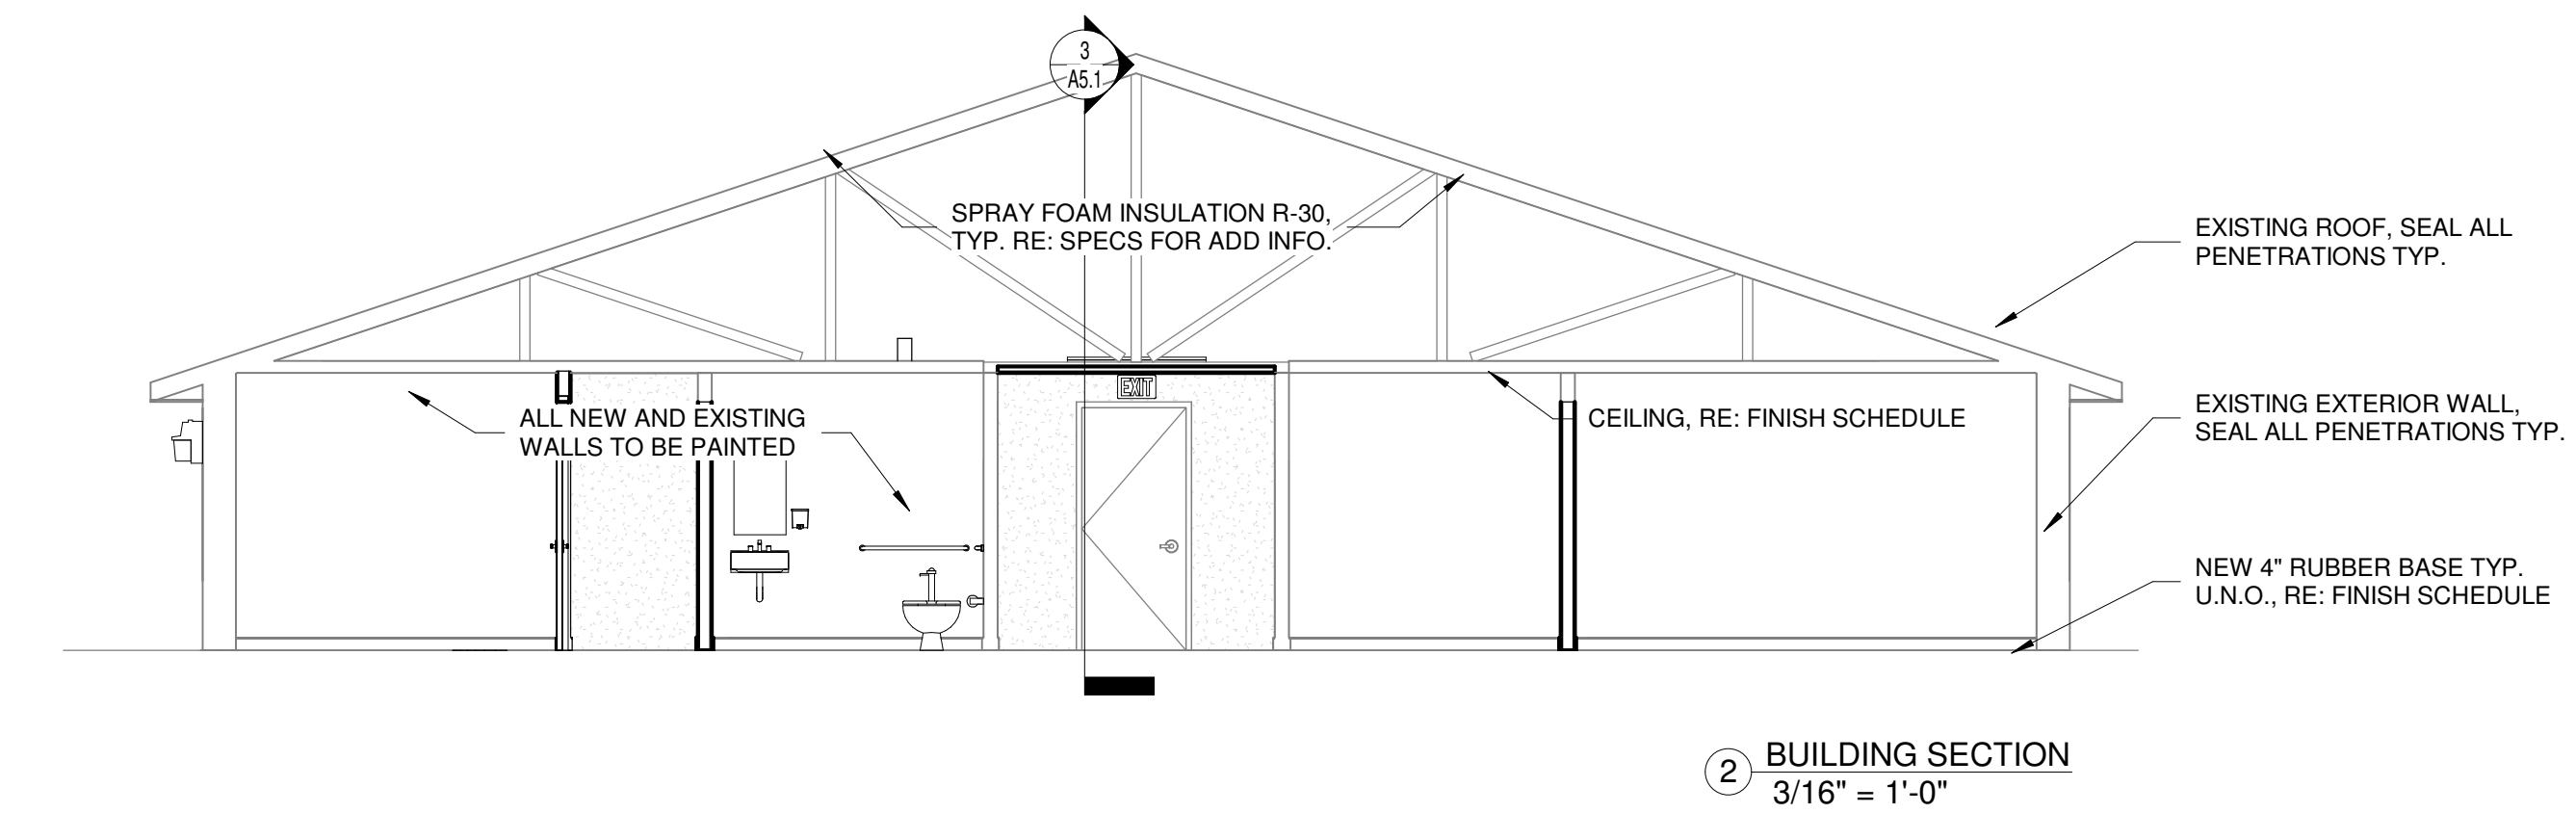 3
A5.1
SPRAY FOAM INSULATION R-30,
TYP. RE: SPECS FOR ADD INFO.
EXISTING ROOF, SEAL ALL
PENETRATIONS TYP.
EXIT
ALL NEW AND EXISTING
WALLS TO BE PAINTED
CEILING, RE: FINISH SCHEDULE
EXISTING EXTERIOR WALL,
SEAL ALL PENETRATIONS TYP.
NEW 4" RUBBER BASE TYP.
U.N.O., RE: FINISH SCHEDULE
2 BUILDING SECTION
3/16" = 1'-0"